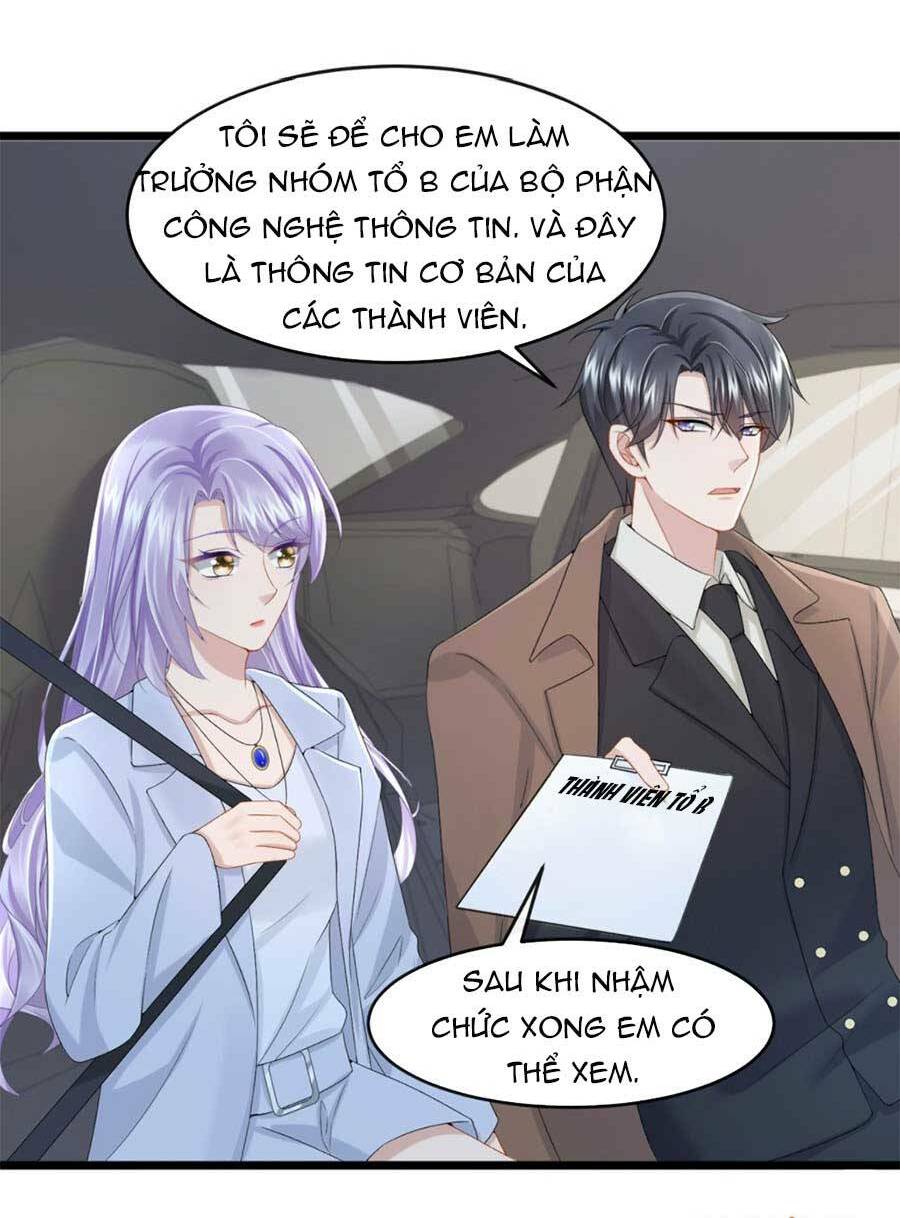 TÔI SẼ ĐỂ CHO EM LÀM
TRƯỞNG NHÓM TỔ B CỦA BỘ PHẬN
CÔNG NGHỆ THÔNG TIN. VÀ ĐÂY
LÀ THÔNG TIN CƠ BẢN CỦA
CÁC THÀNH VIÊN.
THÀNH VIÊN TỔ B
SAU KHI NHẬM
CHỨC XONG EM CÓ
THỂ XEM.